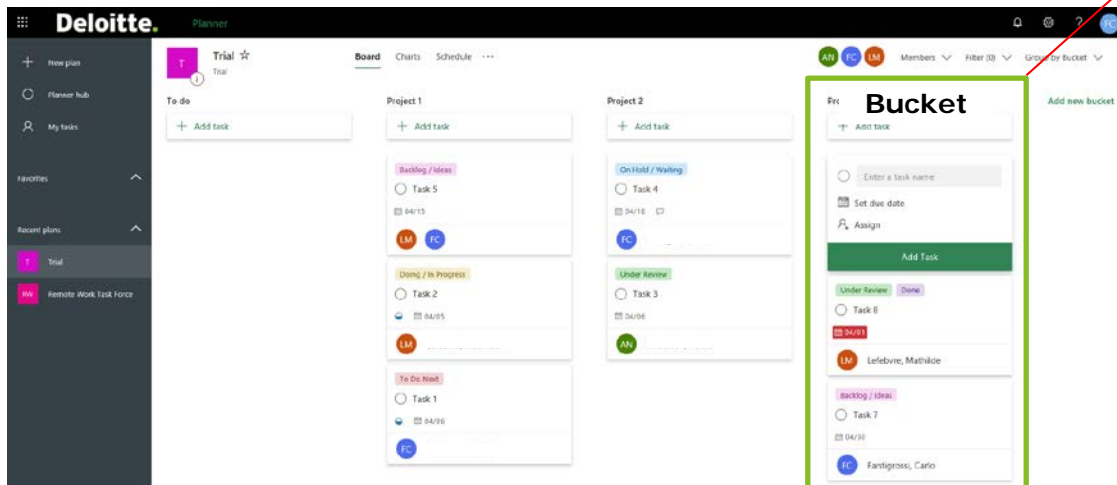 Deloitte.
Planner
?
FC
New plan
Planner hub
My tasks
Favorites
Recent plans
T
Trial
RW
Remote Work Task Force
T
Trial
Trial
Board
Charts
Schedule
AN
FC
LM
Members
Filter (0)
Group by Bucket
To do
Add task
Project 1
Add task
Backlog / Ideas
Task 5
04/15
LM
FC
Doing / In Progress
Task 2
04/05
LM
To Do Next
Task 1
04/06
FC
Project 2
Add task
On Hold / Waiting
Task 4
04/16
FC
Under Review
Task 3
04/06
AN
Bucket
Add task
Enter a task name
Set due date
Assign
Add Task
Under Review
Done
Task 8
LM
Lefebvre, Mathilde
Backlog / Ideas
Task 7
04/30
FC
Fantigrossi, Carlo
Add new bucket